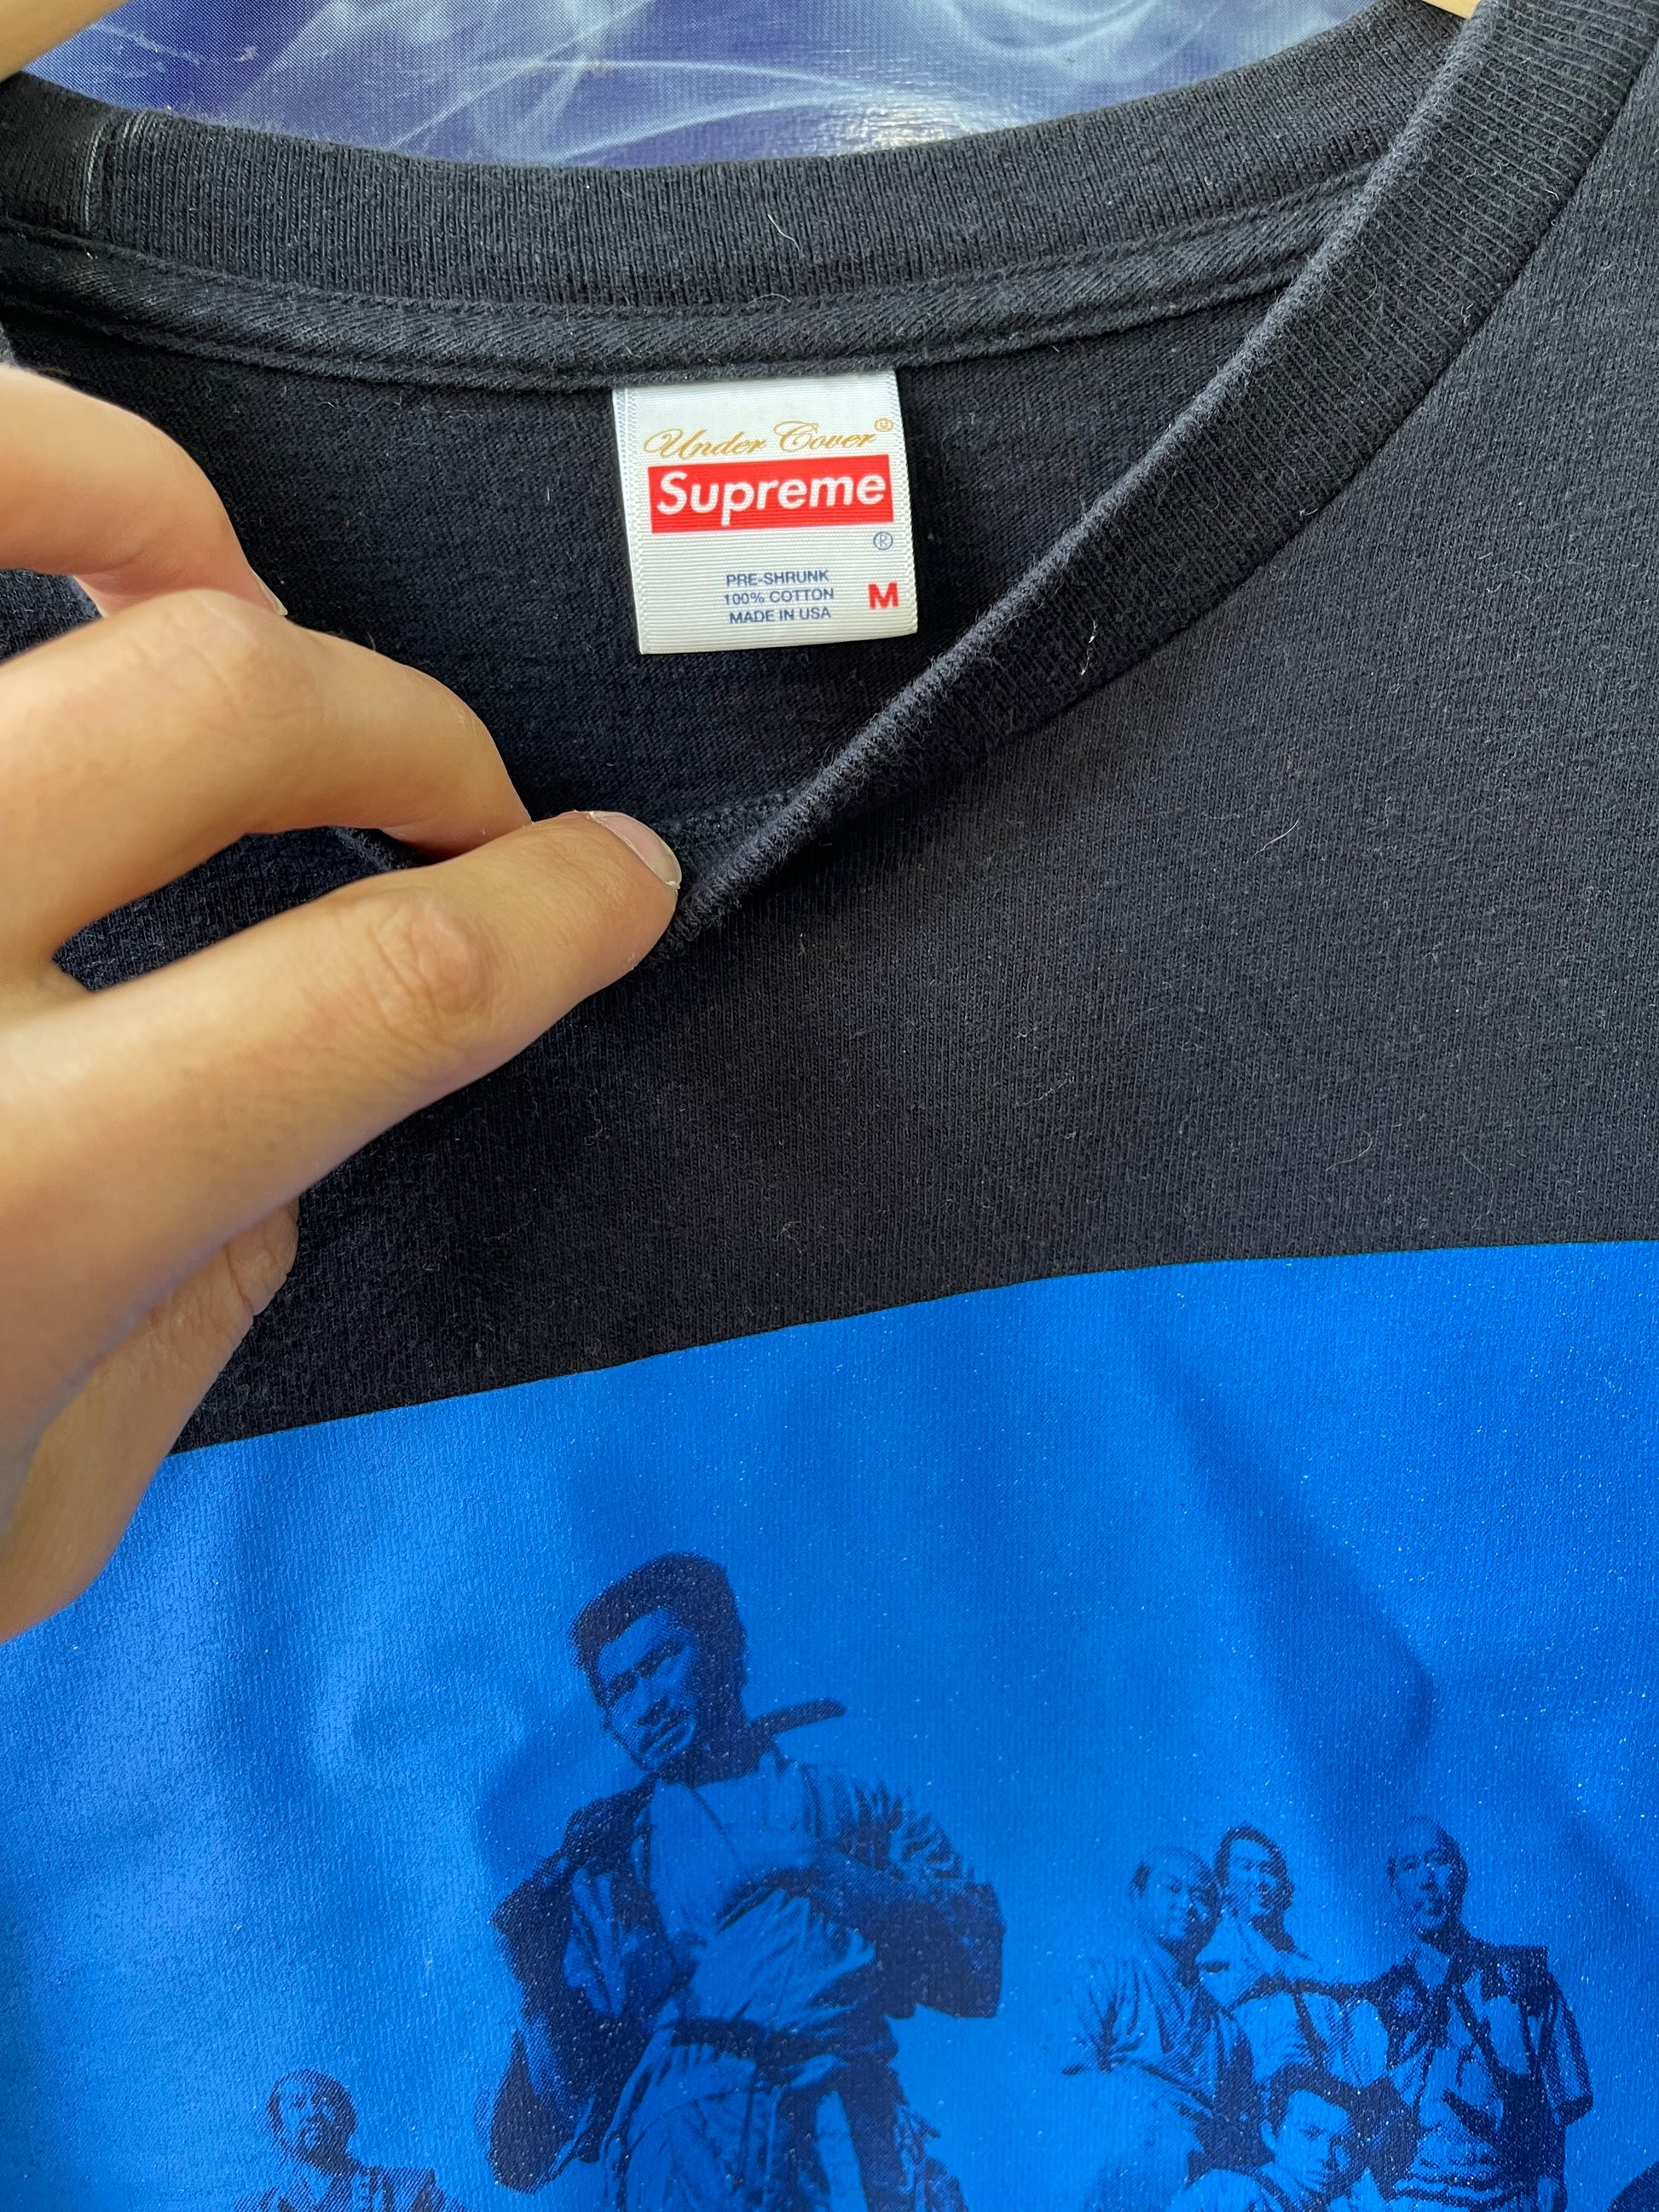 Under Cover®
Supreme
®
PRE-SHRUNK
100% COTTON
MADE IN USA
M